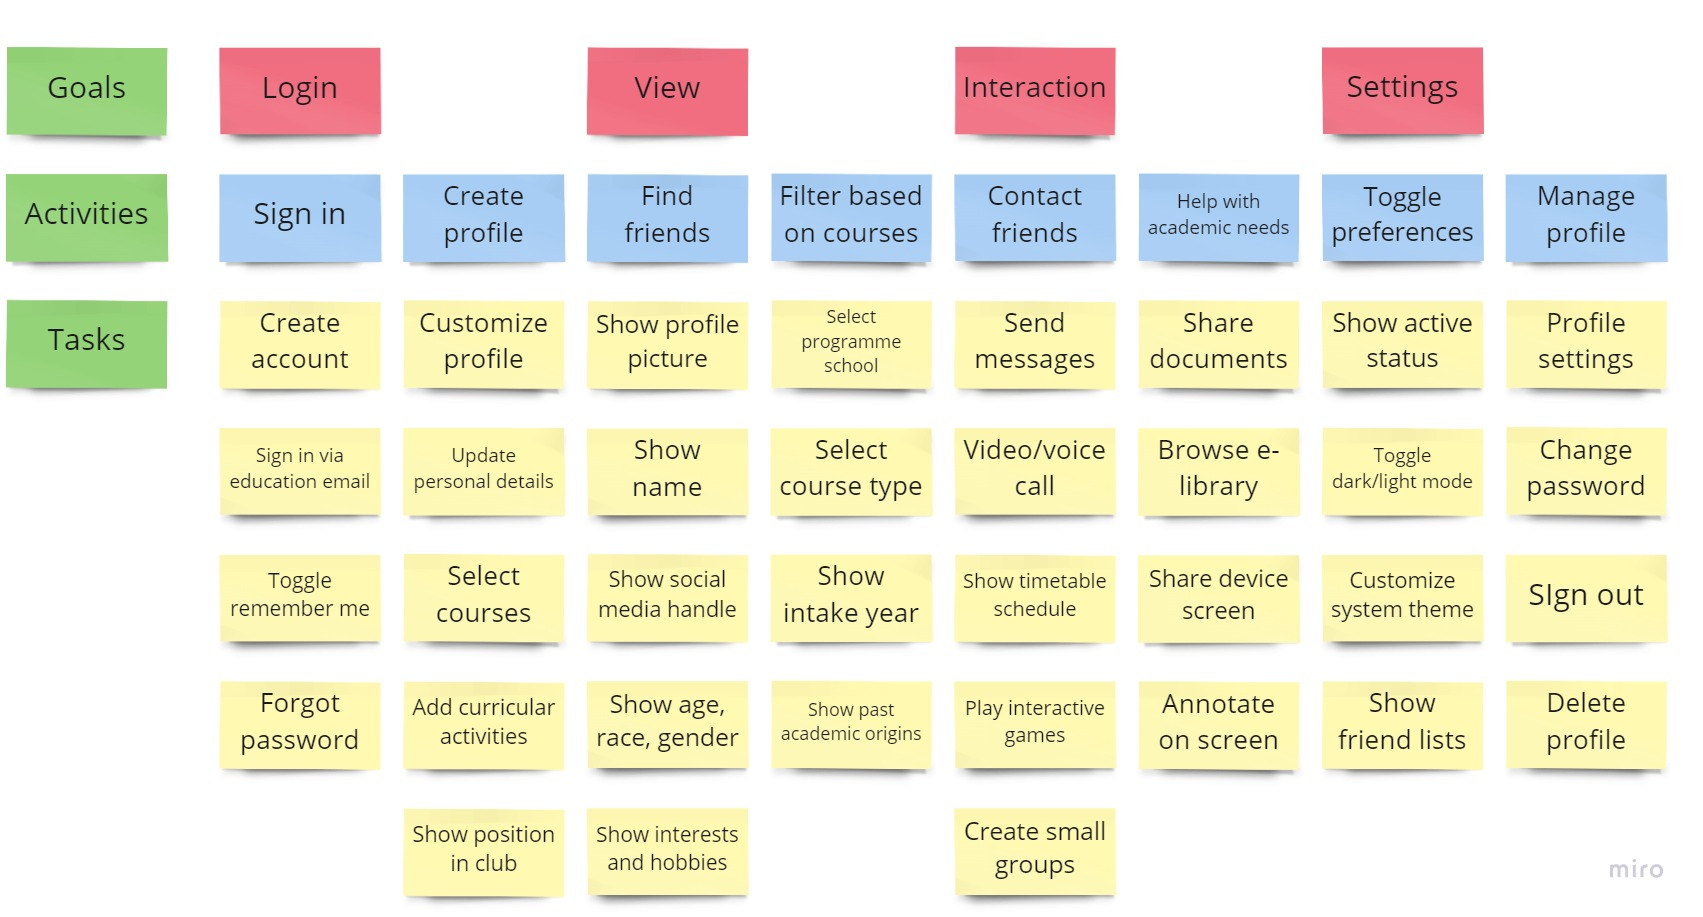 Goals
Login
View
Interaction
Settings
Activities
Sign in
Create
profile
Find
friends
Filter based
on courses
Contact
friends
Help with
academic needs
Toggle
preferences
Manage
profile
Tasks
Create
account
Customize
profile
Show profile
picture
Select
programme
school
Send
messages
Share
documents
Show active
status
Profile
settings
Sign in via
education email
Update
personal details
Show
name
Select
course type
Video/voice
call
Browse e-
library
Toggle
dark/light mode
Change
password
Toggle
remember me
Select
courses
Show social
media handle
Show
intake year
Show timetable
schedule
Share device
screen
Customize
system theme
SIgn out
Forgot
password
Add curricular
activities
Show age,
race, gender
Show past
academic origins
Play interactive
games
Annotate
on screen
Show
friend lists
Delete
profile
Show position
in club
Show interests
and hobbies
Create small
groups
miro